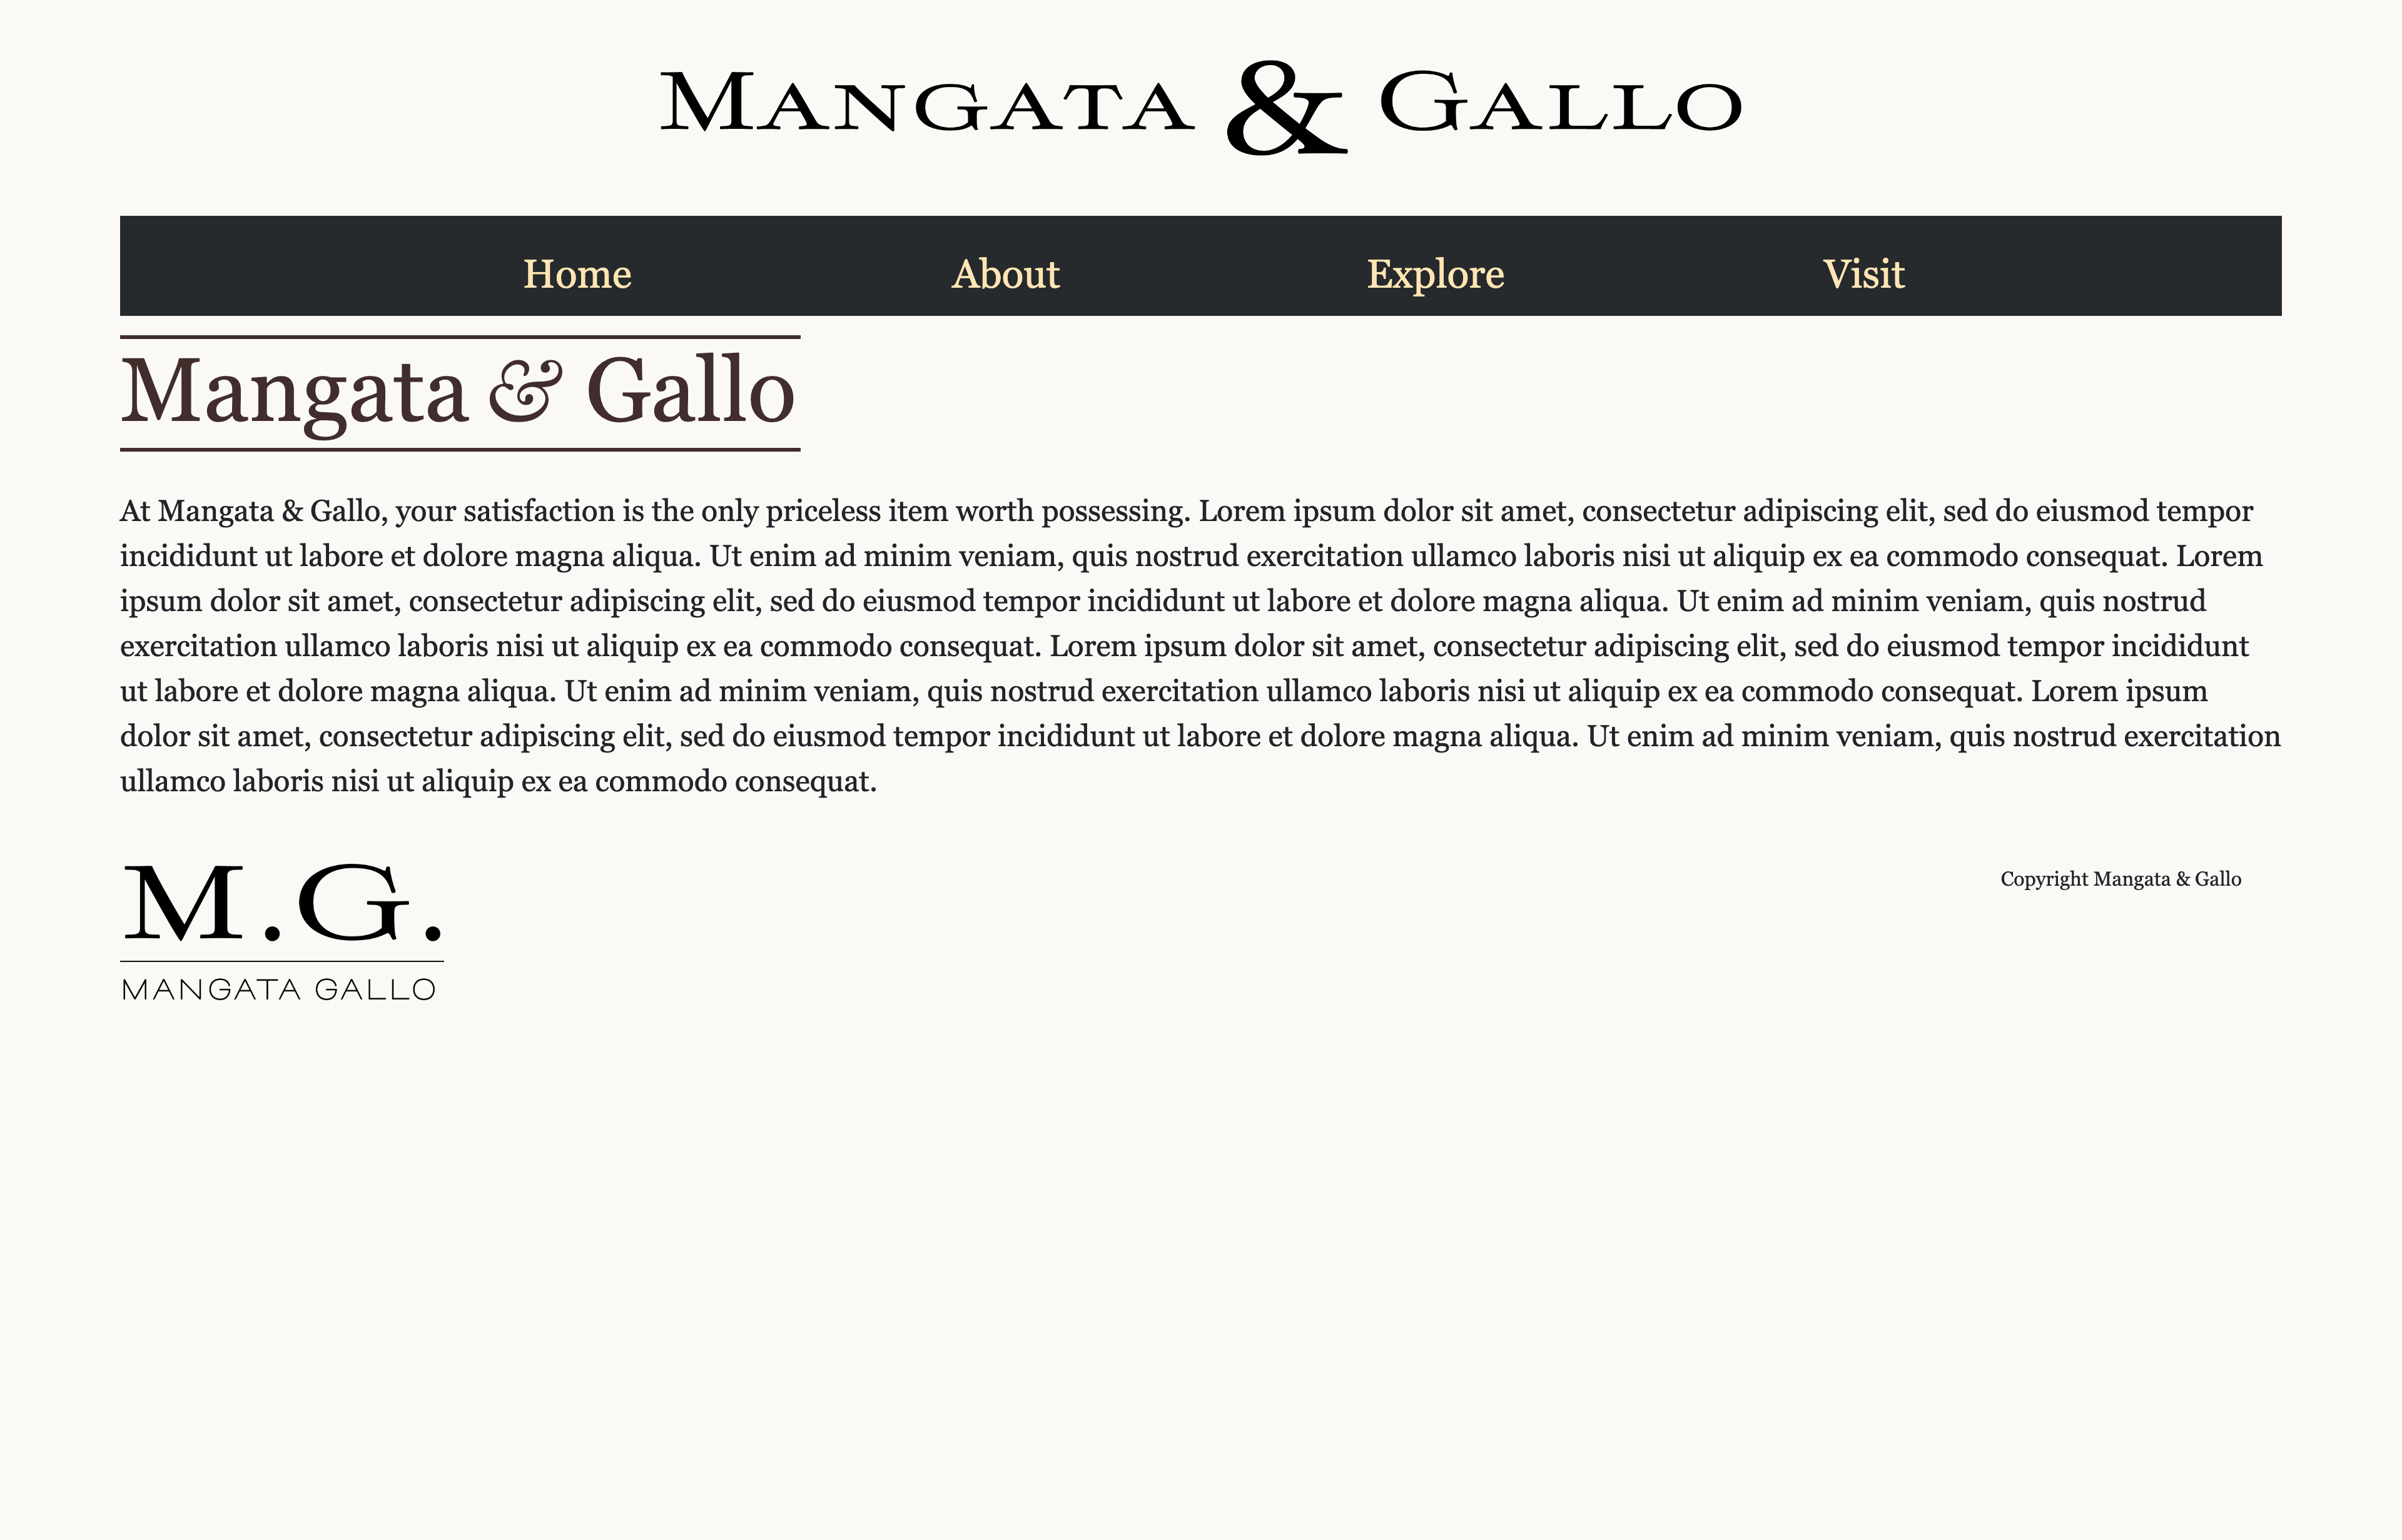 MANGATA & GALLO
Home About Explore Visit
Mangata & Gallo
At Mangata & Gallo, your satisfaction is the only priceless item worth possessing. Lorem ipsum dolor sit amet, consectetur adipiscing elit, sed do eiusmod tempor
incididunt ut labore et dolore magna aliqua. Ut enim ad minim veniam, quis nostrud exercitation ullamco laboris nisi ut aliquip ex ea commodo consequat. Lorem
ipsum dolor sit amet, consectetur adipiscing elit, sed do eiusmod tempor incididunt ut labore et dolore magna aliqua. Ut enim ad minim veniam, quis nostrud
exercitation ullamco laboris nisi ut aliquip ex ea commodo consequat. Lorem ipsum dolor sit amet, consectetur adipiscing elit, sed do eiusmod tempor incididunt
ut labore et dolore magna aliqua. Ut enim ad minim veniam, quis nostrud exercitation ullamco laboris nisi ut aliquip ex ea commodo consequat. Lorem ipsum
dolor sit amet, consectetur adipiscing elit, sed do eiusmod tempor incididunt ut labore et dolore magna aliqua. Ut enim ad minim veniam, quis nostrud exercitation
ullamco laboris nisi ut aliquip ex ea commodo consequat.
M.G.
MANGATA GALLO
Copyright Mangata & Gallo